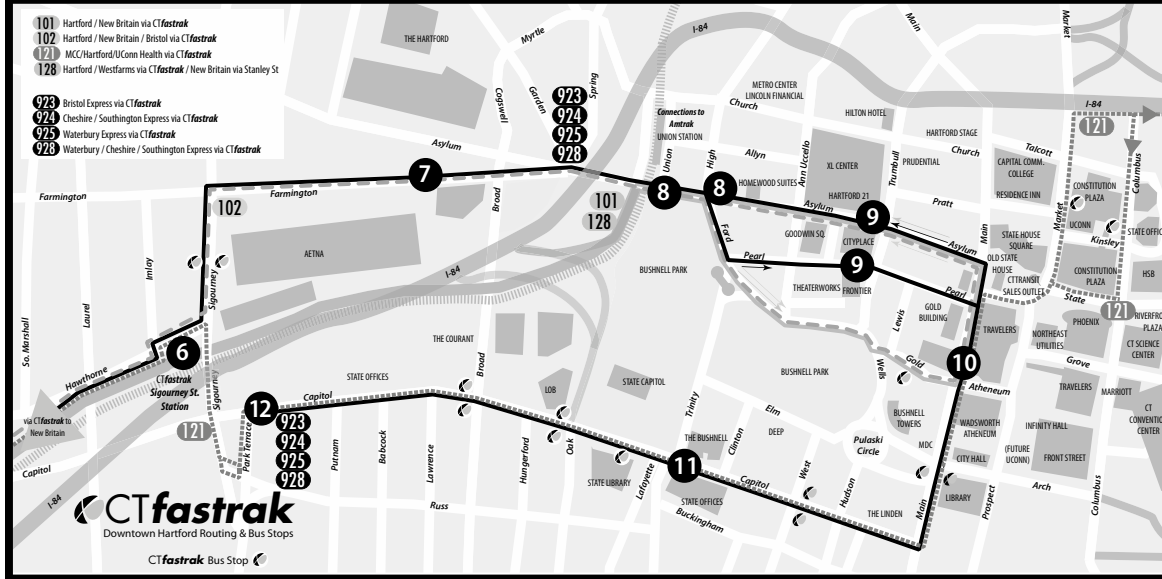 101 Hartford / New Britain via CTfastrak
102 Hartford / New Britain / Bristol via CTfastrak
121 MCC/Hartford/UConn Health via CTfastrak
128 Hartford / Westfarms via CTfastrak / New Britain via Stanley St
923 Bristol Express via CTfastrak
924 Cheshire / Southington Express via CTfastrak
925 Waterbury Express via CTfastrak
928 Waterbury / Cheshire / Southington Express via CTfastrak
THE HARTFORD
Myrtle
Spring
Garden
Cogswell
Asylum
923
924
925
928
I-84
Main
Market
METRO CENTER
LINCOLN FINANCIAL
Church
HILTON HOTEL
I-84
121
Connections to
Amtrak
UNION STATION
Union
High
Allyn
Ann Uccello
XL CENTER
Trumbull
PRUDENTIAL
HARTFORD STAGE
Church
Talcott
CAPITAL COMM.
COLLEGE
RESIDENCE INN
Columbus
CONSTITUTION
PLAZA
Market
UCONN
Kinsley
STATE OFFIC
Farmington
Farmington
7
Broad
102
101
128
8
8
HOMEWOOD SUITES
HARTFORD 21
Asylum
9
Pratt
Main
Asylum
STATE HOUSE
SQUARE
OLD STATE
HOUSE
CTTRANSIT
SALES OUTLET
CONSTITUTION
PLAZA
HSB
State
121
Ford
GOODWIN SQ.
CITYPLACE
Pearl
9
THEATERWORKS
FRONTIER
Pearl
Lewis
GOLD
BUILDING
AETNA
Imlay
Sigourney
I-84
BUSHNELL PARK
Laurel
So. Marshall
TRAVELERS
PHOENIX
RIVERFRO
PLAZA
NORTHEAST
UTILITIES
CT SCIENCE
CENTER
Grove
6
Hawthorne
CTfastrak
Sigourney St.
Station
Sigourney
THE COURANT
Broad
STATE OFFICES
Capitol
LOB
STATE CAPITOL
BUSHNELL PARK
Wells
Gold
10
Atheneum
TRAVELERS
MARRIOTT
via CTfastrak to
New Britain
Capitol
I-84
121
12
Park Terrace
923
924
925
928
Putnam
Babcock
Lawrence
Hungerford
Oak
Trinity
Elm
DEEP
THE BUSHNELL
Clinton
Pulaski
Circle
BUSHNELL
TOWERS
MDC
WADSWORTH
ATHENEUM
CITY HALL
(FUTURE
UCONN)
INFINITY HALL
FRONT STREET
CT
CONVENTIO
CENTER
Columbus
STATE LIBRARY
Lafayette
11
STATE OFFICES
Capitol
West
Hudson
THE LINDEN
Main
LIBRARY
Prospect
Arch
Russ
Buckingham
CTfastrak
Downtown Hartford Routing & Bus Stops
CTfastrak Bus Stop